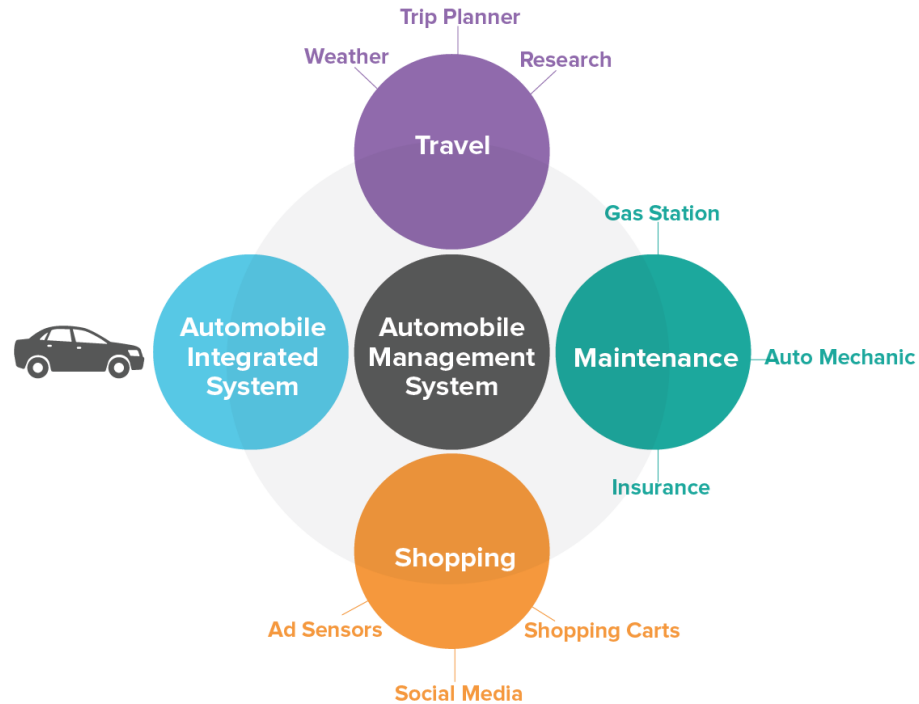 Trip Planner
Weather
Research
Travel
Gas Station
Automobile
Integrated
System
Automobile
Management
System
Maintenance
Auto Mechanic
Insurance
Shopping
Ad Sensors
Shopping Carts
Social Media